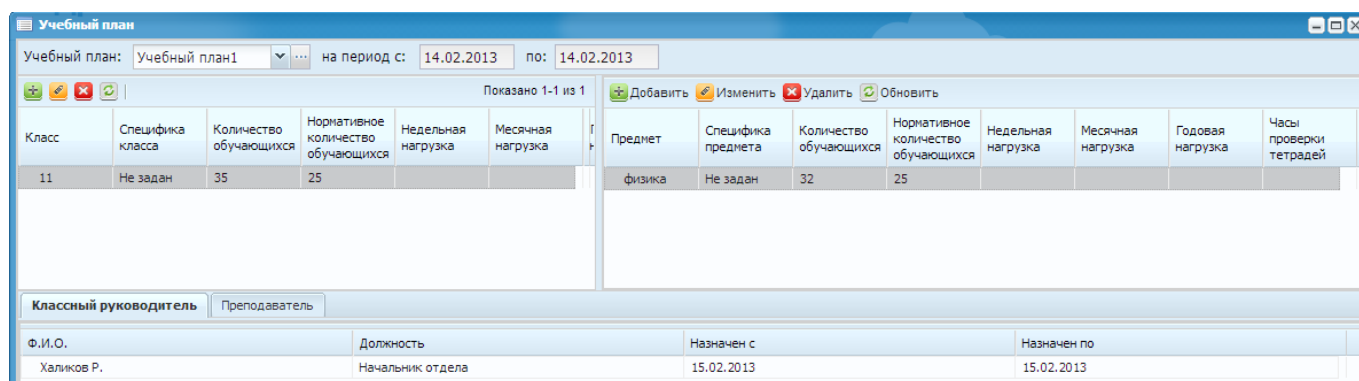 Учебный план
Учебный план: Учебный план1 ... на период с: 14.02.2013 по: 14.02.2013
Показано 1-1 из 1
Добавить Изменить Удалить Обновить
Класс Специфика класса Количество обучающихся Нормативное количество обучающихся Недельная нагрузка Месячная нагрузка
Предмет Специфика предмета Количество обучающихся Нормативное количество обучающихся Недельная нагрузка Месячная нагрузка Годовая нагрузка Часы проверки тетрадей
11 Не задан 35 25
физика Не задан 32 25
Классный руководитель Преподаватель
Ф.И.О. Должность Назначен с Назначен по
Халиков Р. Начальник отдела 15.02.2013 15.02.2013